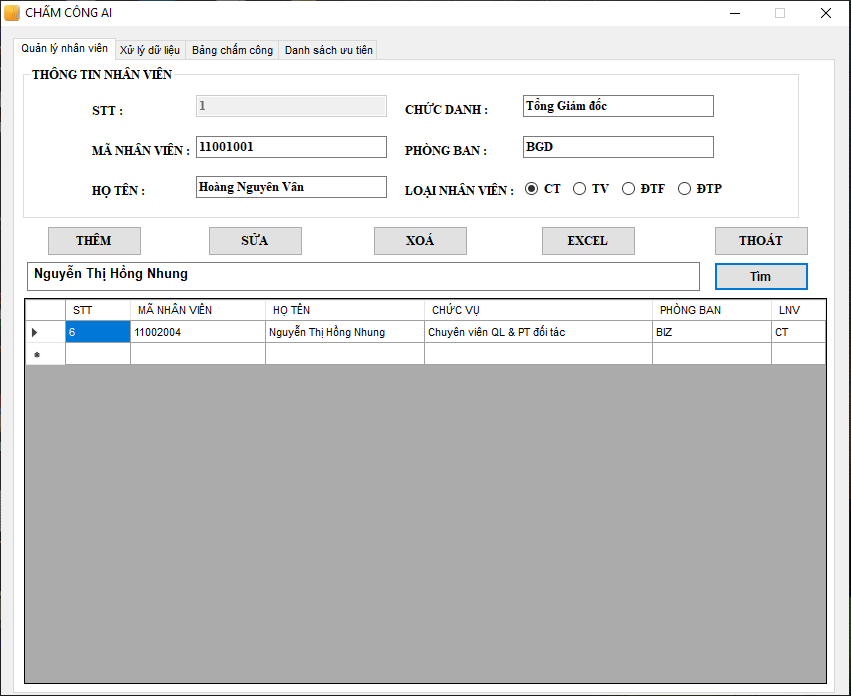 CHẤM CÔNG AI
Quản lý nhân viên Xử lý dữ liệu Bảng chấm công Danh sách ưu tiên
THÔNG TIN NHÂN VIÊN
STT : 1 CHỨC DANH : Tổng Giám đốc
MÃ NHÂN VIÊN : 11001001 PHÒNG BAN : BGD
HỌ TÊN : Hoàng Nguyên Vân LOẠI NHÂN VIÊN : CT TV ĐTF ĐTP
THÊM SỬA XOÁ EXCEL THOÁT
Nguyễn Thị Hồng Nhung Tìm
STT MÃ NHÂN VIÊN HỌ TÊN CHỨC VỤ PHÒNG BAN LNV
6 11002004 Nguyễn Thị Hồng Nhung Chuyên viên QL & PT đối tác BIZ CT